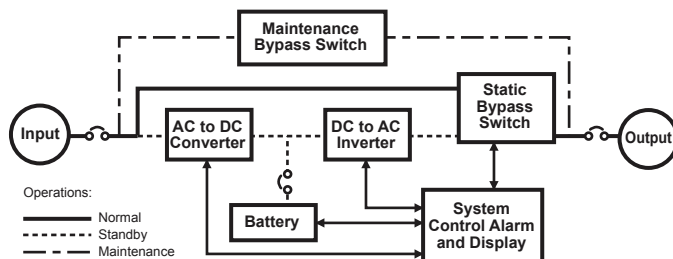 Maintenance
Bypass Switch
Input
AC to DC
Converter
DC to AC
Inverter
Static
Bypass
Switch
Output
Operations:
Normal
Standby
Maintenance
Battery
System
Control Alarm
and Display